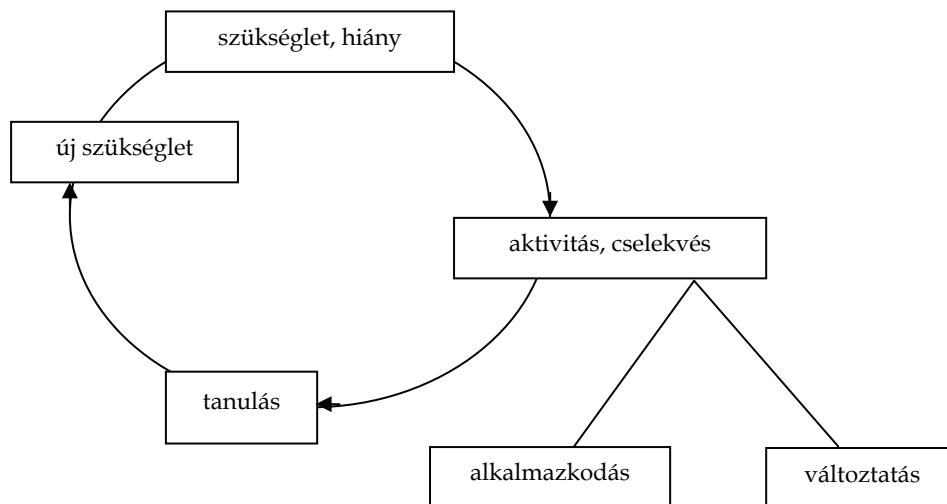 szükséglet, hiány
új szükséglet
aktivitás, cselekvés
tanulás
alkalmazkodás
változtatás